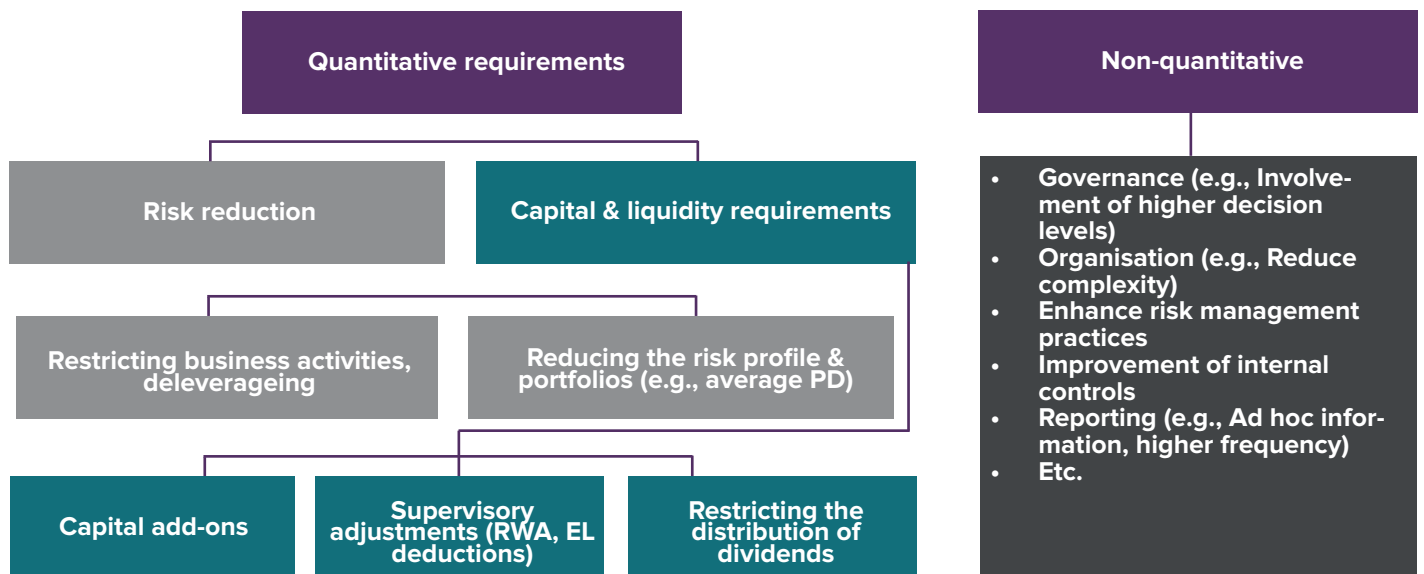 Quantitative requirements
Non-quantitative
Risk reduction
Capital & liquidity requirements
Restricting business activities,
deleverageing
Reducing the risk profile &
portfolios (e.g., average PD)
Capital add-ons
Supervisory
adjustments (RWA, EL
deductions)
Restricting the
distribution of
dividends
• Governance (e.g., Involve-
ment of higher decision
levels)
• Organisation (e.g., Reduce
complexity)
• Enhance risk management
practices
• Improvement of internal
controls
• Reporting (e.g., Ad hoc infor-
mation, higher frequency)
• Etc.